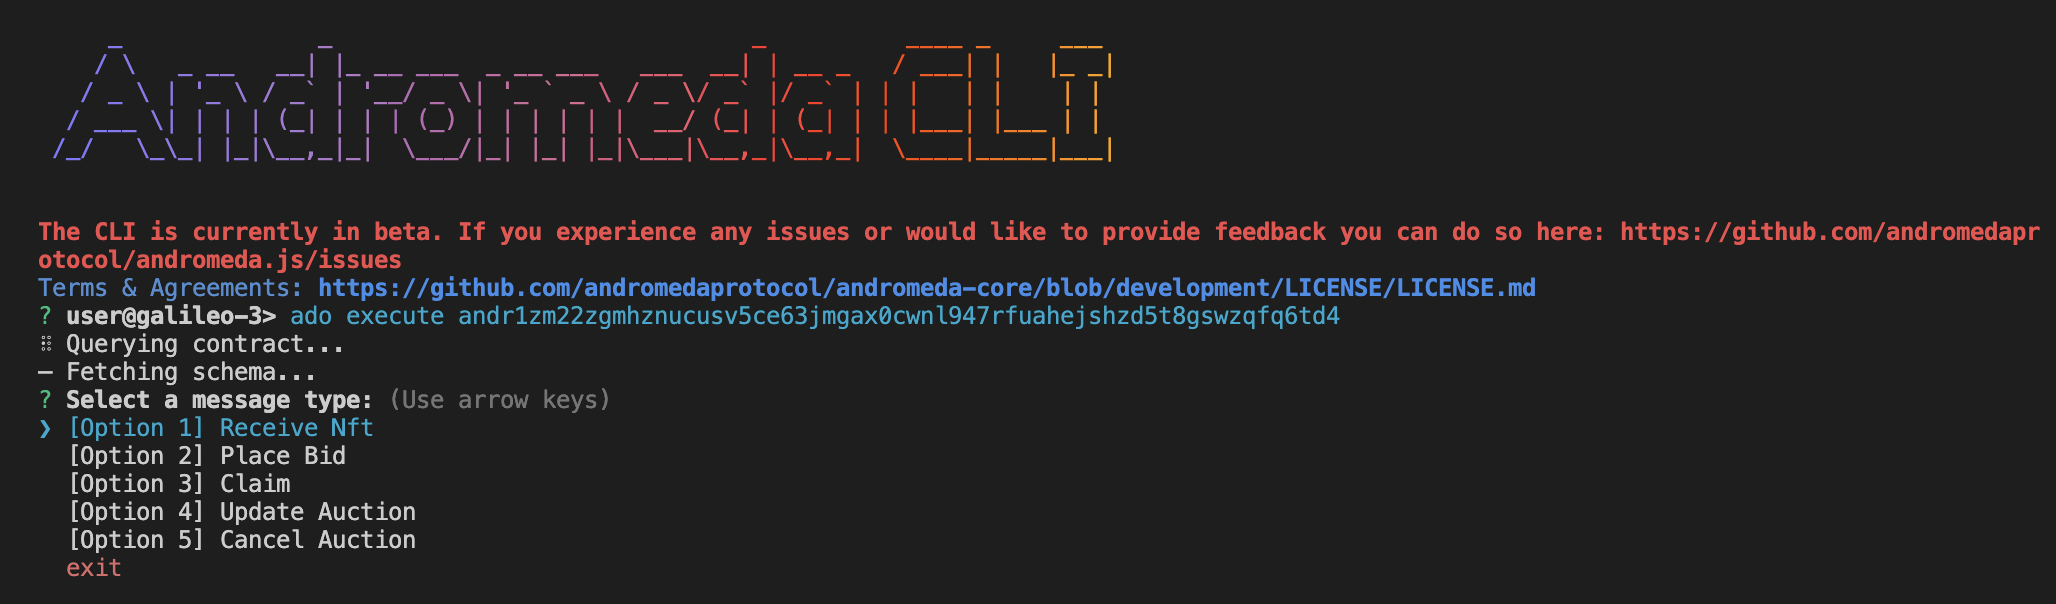 Andromeda CLI
The CLI is currently in beta. If you experience any issues or would like to provide feedback you can do so here: https://github.com/andromedapr
otocol/andromeda.js/issues
Terms & Agreements: https://github.com/andromedaprotocol/andromeda-core/blob/development/LICENSE/LICENSE.md
? user@galileo-3> ado execute andr1zm22zgmhznucusv5ce63jmgax0cwnl947rfuahejshzd5t8gswzqfq6td4
⠿ Querying contract...
— Fetching schema...
? Select a message type: (Use arrow keys)
❯ [Option 1] Receive Nft
[Option 2] Place Bid
[Option 3] Claim
[Option 4] Update Auction
[Option 5] Cancel Auction
exit